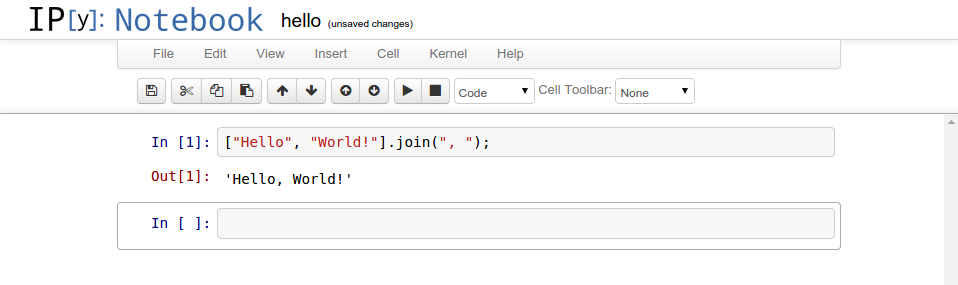 IP[y]: Notebook hello (unsaved changes)
File Edit View Insert Cell Kernel Help
Code Cell Toolbar: None
In [1]: ["Hello", "World!"].join(", ");
Out[1]: 'Hello, World!'
In [ ]: